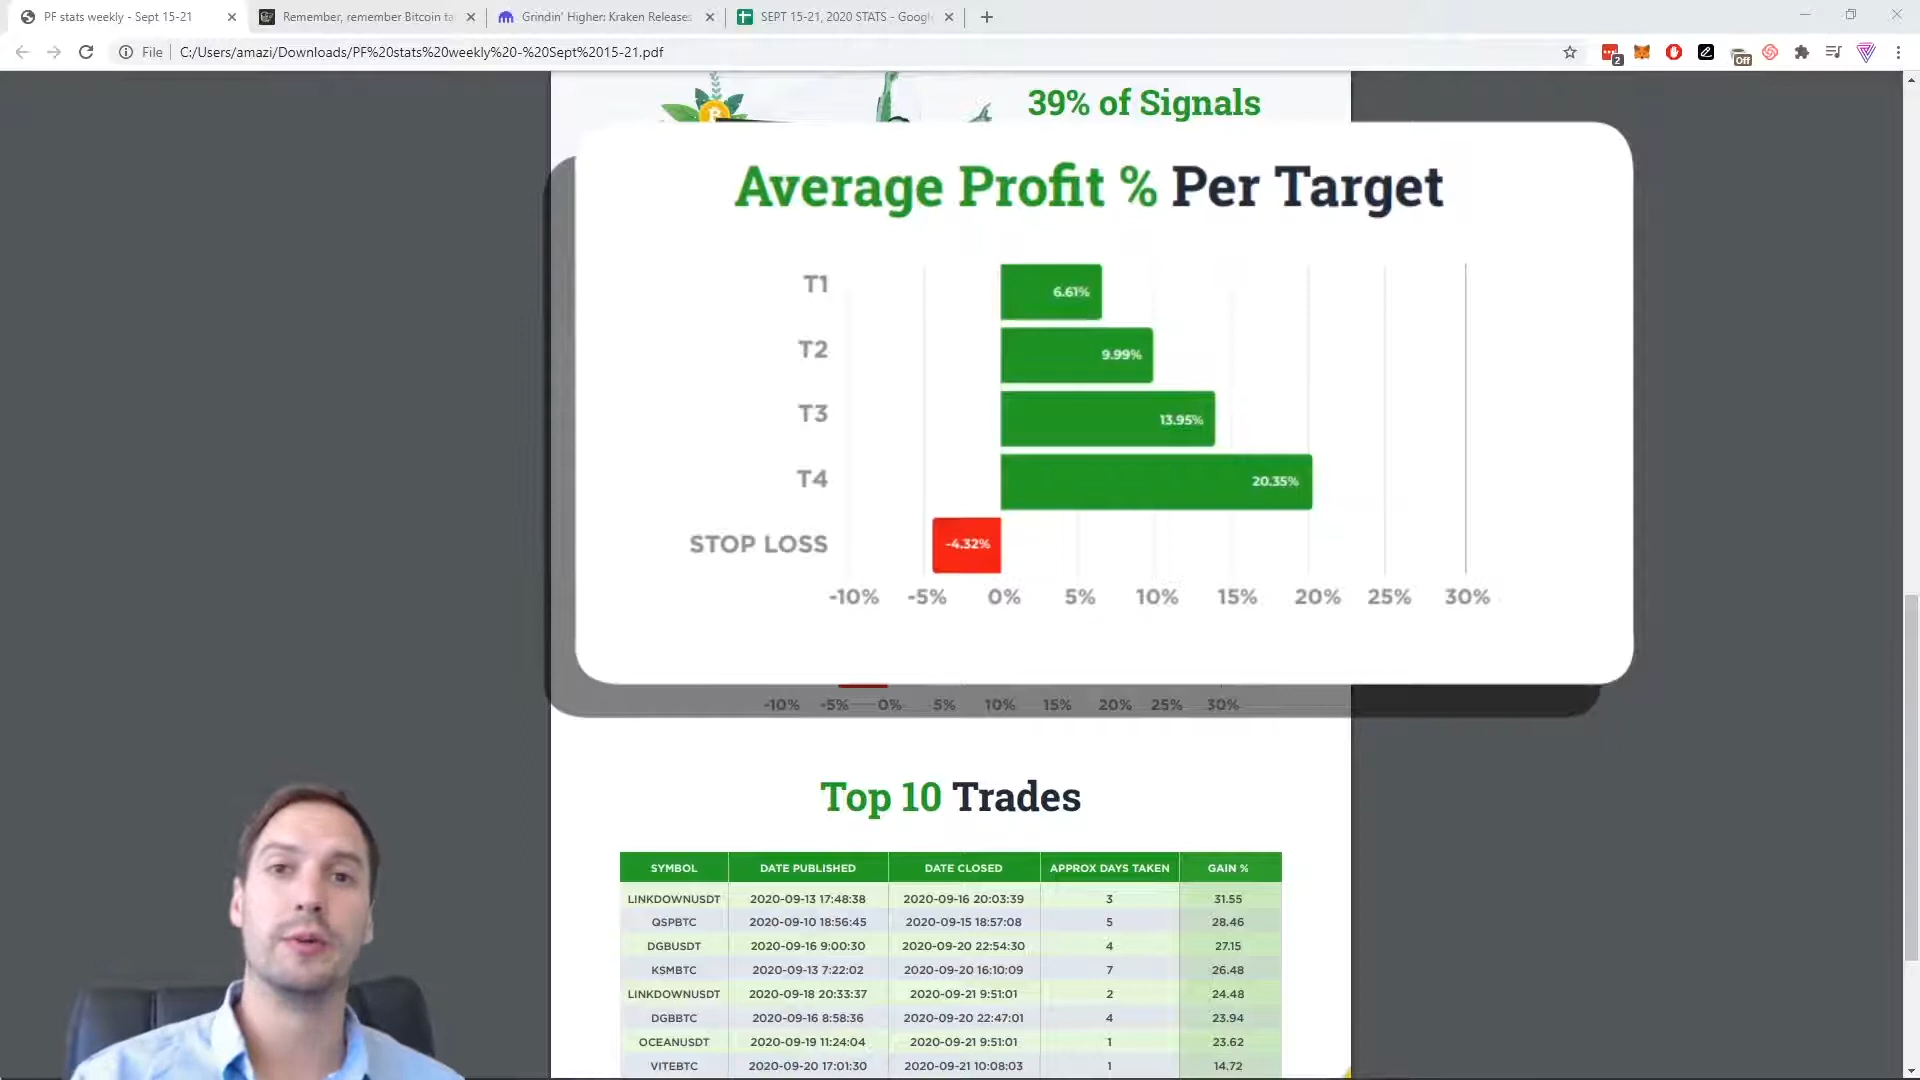 PF stats weekly - Sept 15-21
Remember, remember Bitcoin ta
Grindin' Higher: Kraken Releases
SEPT 15-21, 2020 STATS - Googl
File
C:/Users/amazi/Downloads/PF%20stats%20weekly%20-%20Sept%2015-21.pdf
2
Off
39% of Signals
Average Profit % Per Target
T1
6.61%
T2
9.99%
T3
13.95%
T4
20.35%
STOP LOSS
-4.32%
-10% -5% 0% 5% 10% 15% 20% 25% 30%
-10% -5% 0% 5% 10% 15% 20% 25% 30%
Top 10 Trades
SYMBOL DATE PUBLISHED DATE CLOSED APPROX DAYS TAKEN GAIN %
LINKDOWNUSDT 2020-09-13 17:48:38 2020-09-16 20:03:39 3 31.55
QSPBTC 2020-09-10 18:56:45 2020-09-15 18:57:08 5 28.46
DGBUSDT 2020-09-16 9:00:30 2020-09-20 22:54:30 4 27.15
KSMBTC 2020-09-13 7:22:02 2020-09-20 16:10:09 7 26.48
LINKDOWNUSDT 2020-09-18 20:33:37 2020-09-21 9:51:01 2 24.48
DGBBTC 2020-09-16 8:58:36 2020-09-20 22:47:01 4 23.94
OCEANUSDT 2020-09-19 11:24:04 2020-09-21 9:51:01 1 23.62
VITEBTC 2020-09-20 17:01:30 2020-09-21 10:08:03 1 14.72